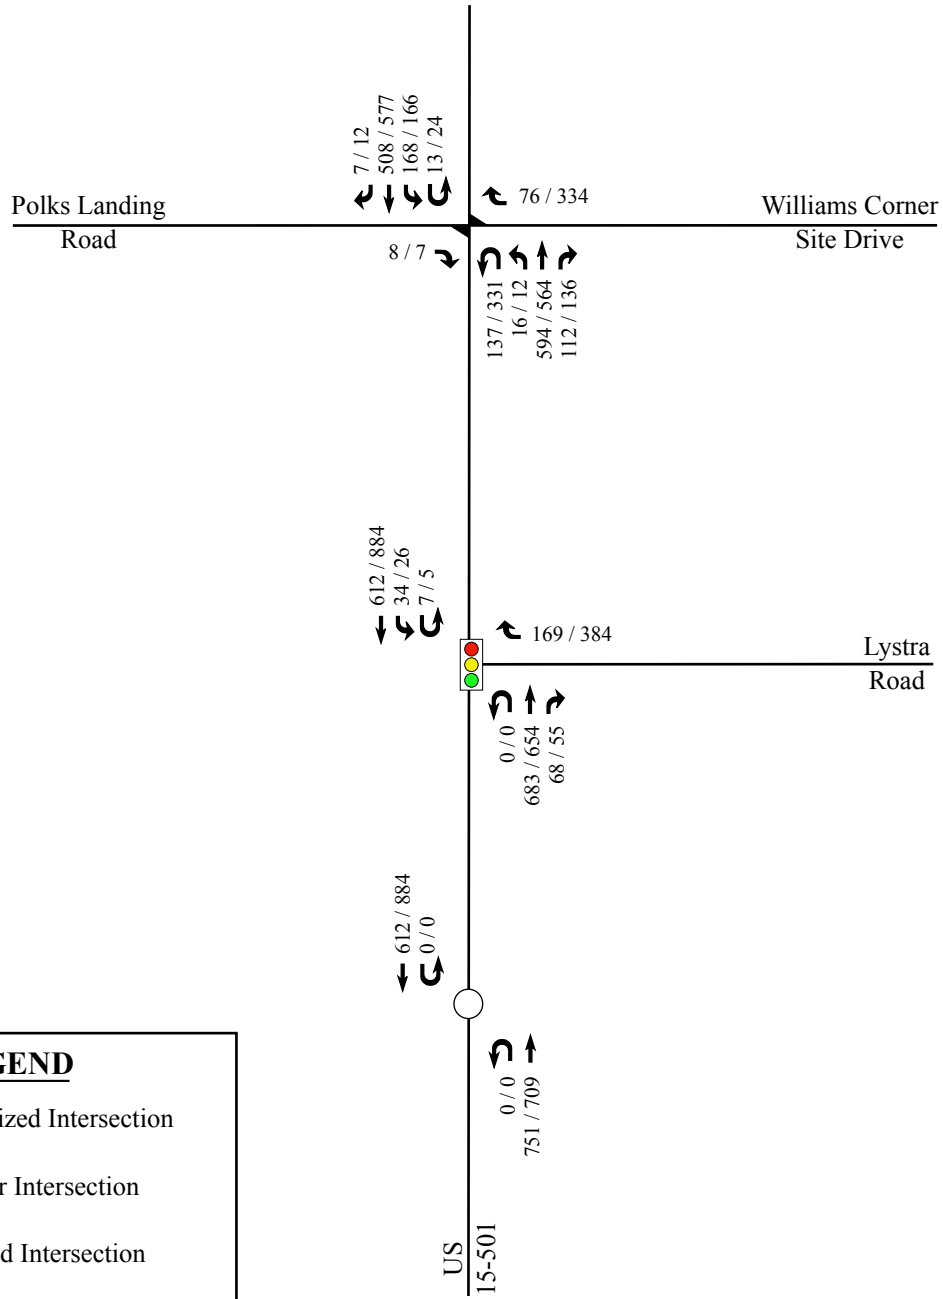 7 / 12
508 / 577
168 / 166
13 / 24
76 / 334
Polks Landing
Road
Williams Corner
Site Drive
8 / 7
137 / 331
16 / 12
594 / 564
112 / 136
612 / 884
34 / 26
7 / 5
169 / 384
Lystra
Road
0 / 0
683 / 654
68 / 55
612 / 884
0 / 0
0 / 0
751 / 709
GEND
ized Intersection
r Intersection
d Intersection
US
15-501